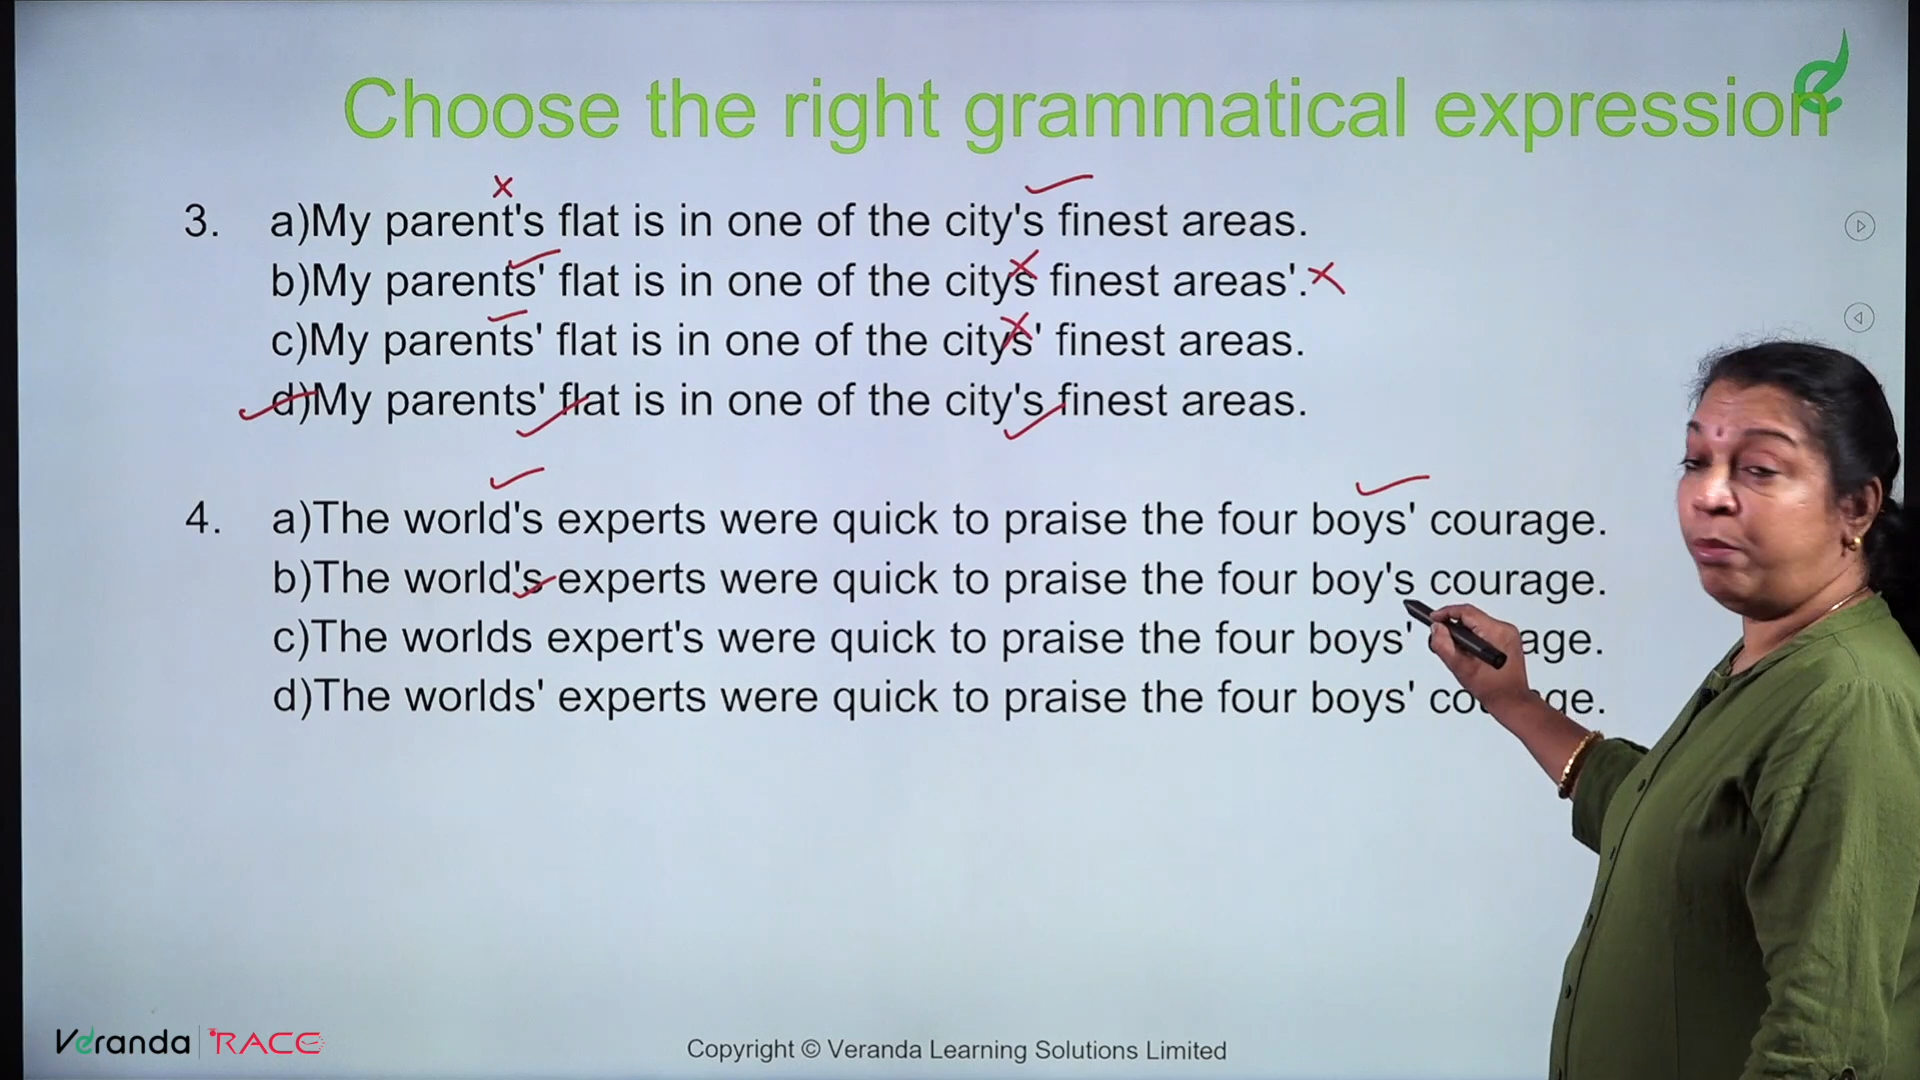 Choose the right grammatical expression
3. a)My parent's flat is in one of the city's finest areas.
b)My parents' flat is in one of the citys finest areas'.
c)My parents' flat is in one of the citys' finest areas.
d)My parents' flat is in one of the city's finest areas.
4. a)The world's experts were quick to praise the four boys' courage.
b)The world's experts were quick to praise the four boy's courage.
c)The worlds expert's were quick to praise the four boys' age.
d)The worlds' experts were quick to praise the four boys' courage.
Veranda RACE
Copyright © Veranda Learning Solutions Limited